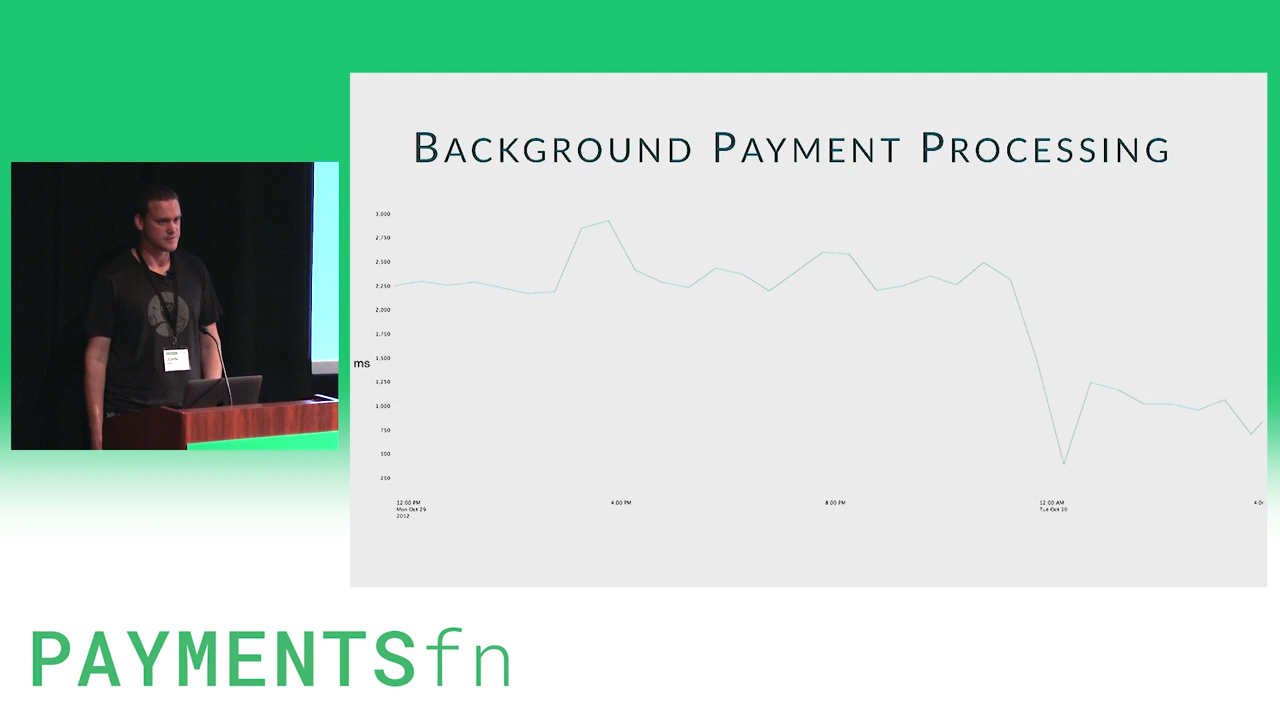 BACKGROUND PAYMENT PROCESSING
3,000
2,750
2,500
2,250
2,000
1,750
1,500
ms
1,250
1,000
750
500
250
12:00 PM
Mon Oct 29
2012
4:00 PM
8:00 PM
12:00 AM
Tue Oct 30
JOHN
PAYMENTSfn